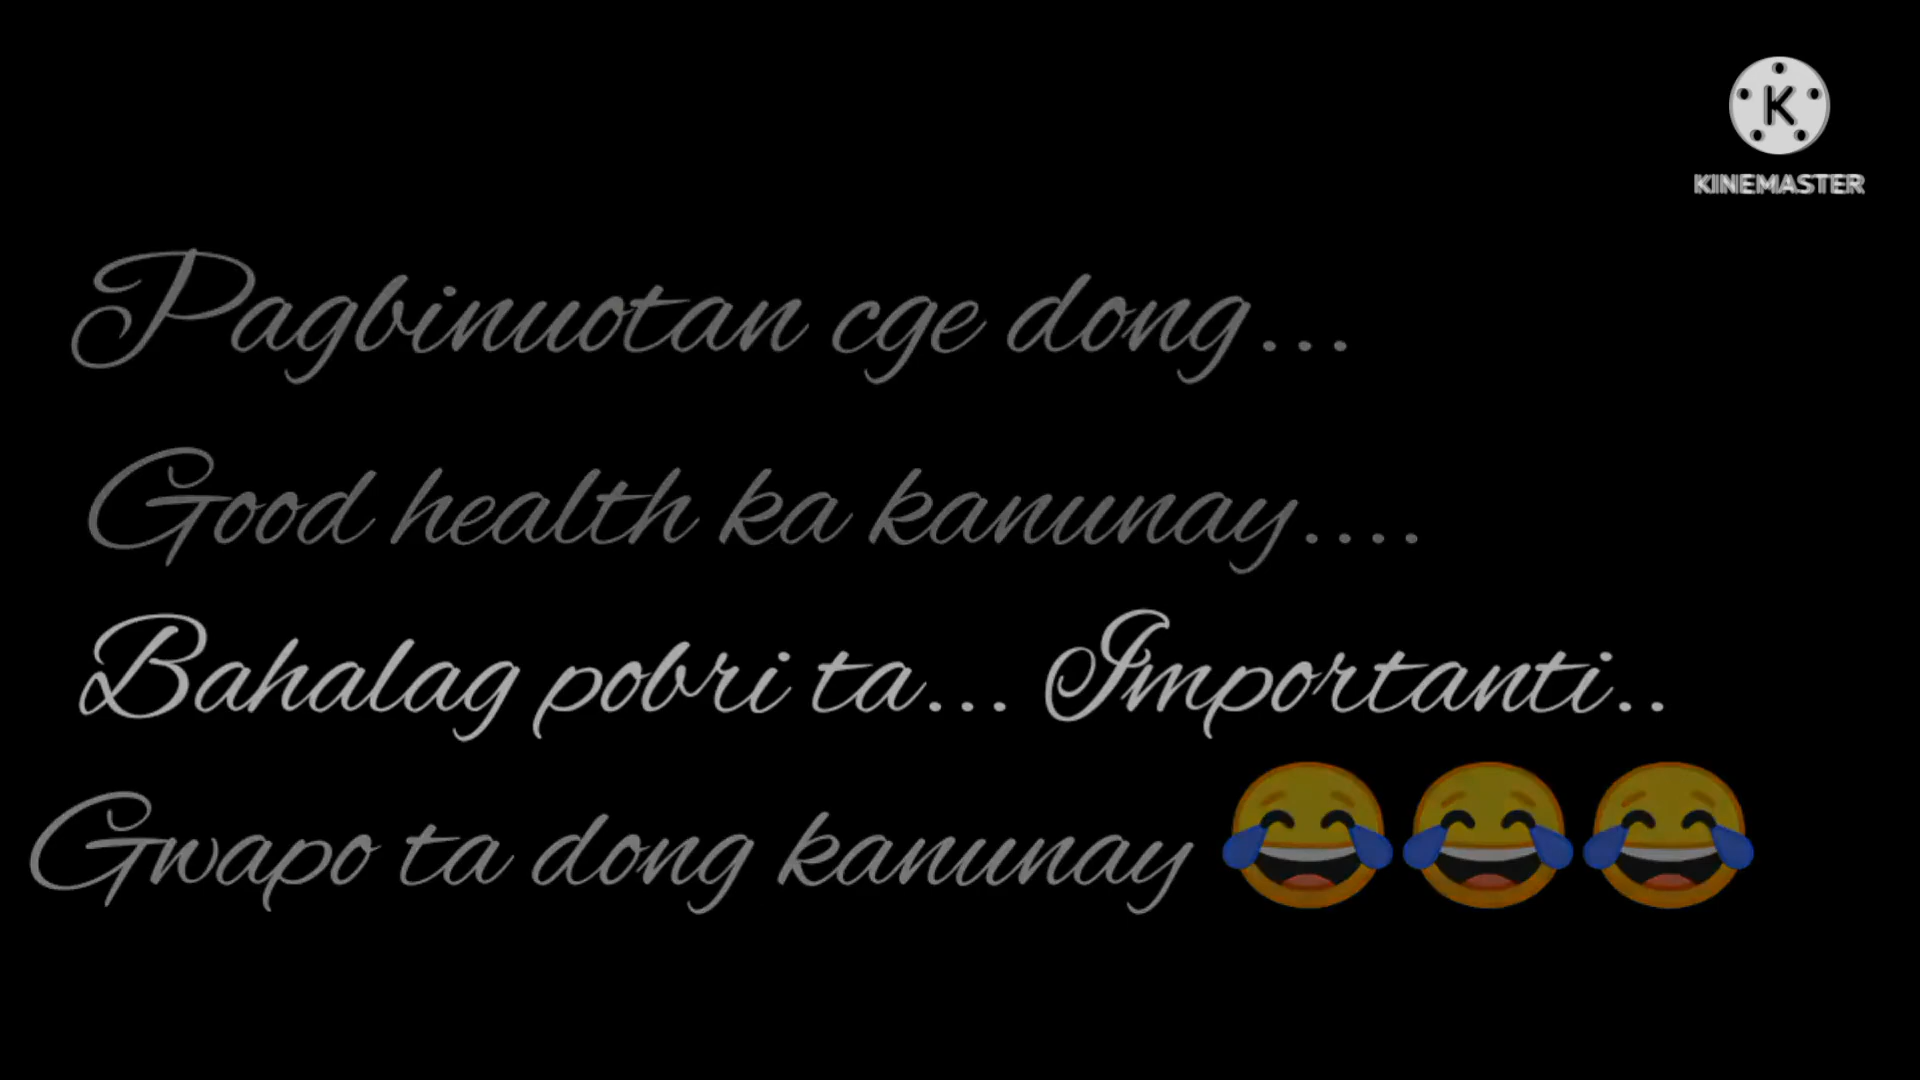 K
KINEMASTER
Pagbinuotan cge dong...
Good health ka kanunay....
Bahalag pobri ta... Importanti..
Gwapo ta dong kanunay 😂😂😂